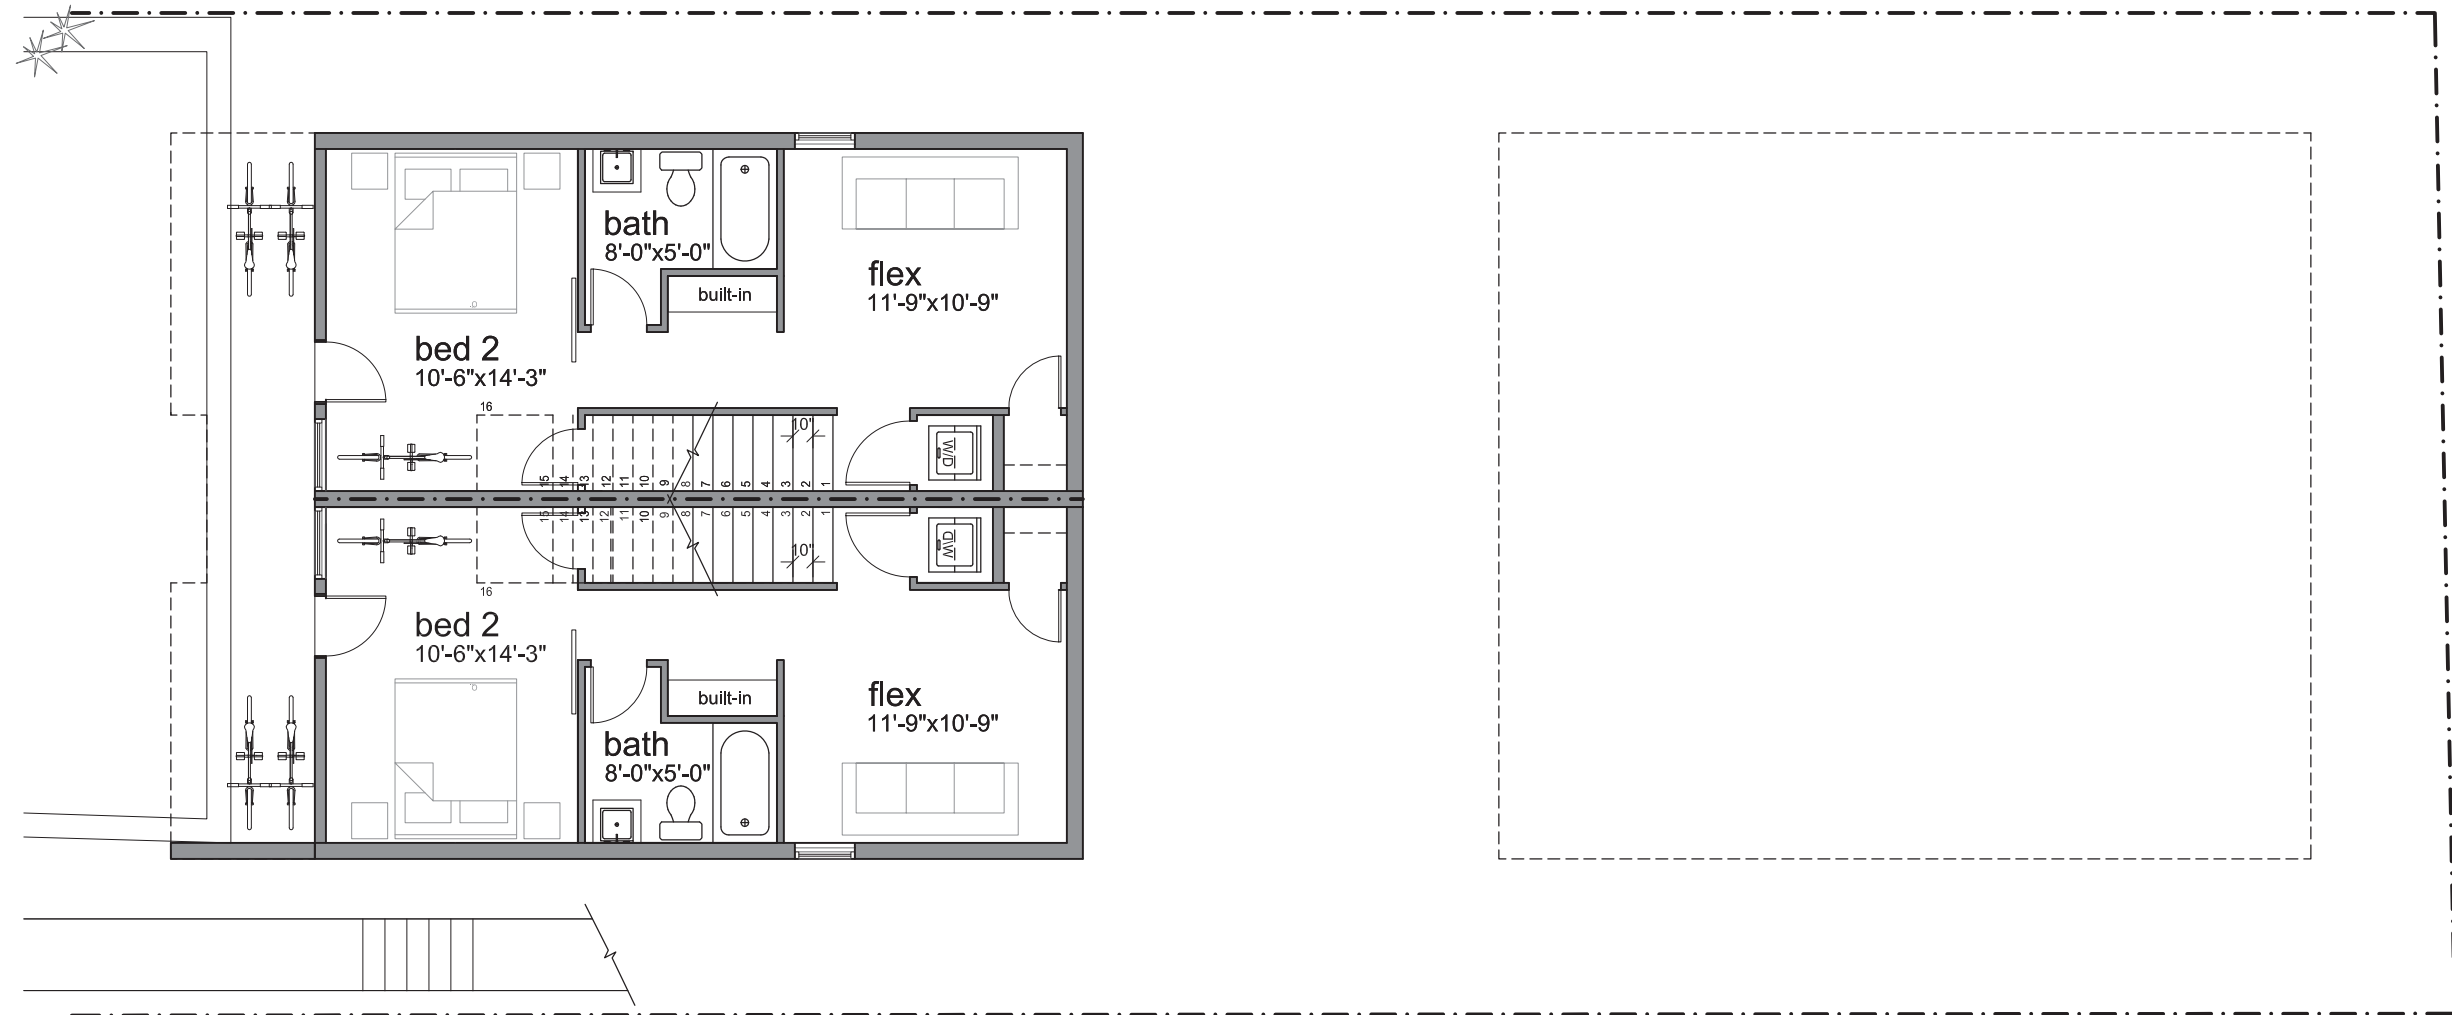 bath
8'-0"x5'-0"
flex
11'-9"x10'-9"
built-in
bed 2
10'-6"x14'-3"
16
10"
W/D
15 14 13 12 11 10 9 8 7 6 5 4 3 2 1
15 14 13 12 11 10 9 8 7 6 5 4 3 2 1
W/D
10"
16
bed 2
10'-6"x14'-3"
built-in
flex
11'-9"x10'-9"
bath
8'-0"x5'-0"